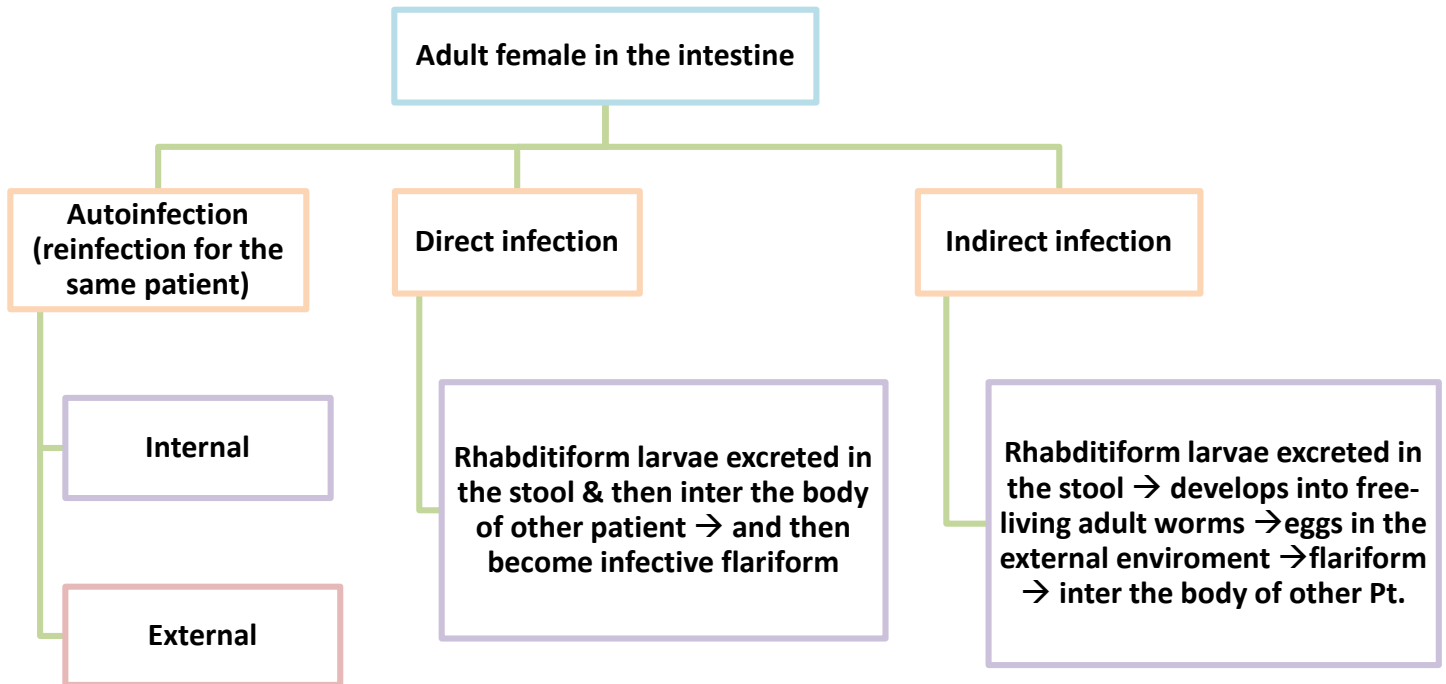 Adult female in the intestine
Autoinfection
(reinfection for the
same patient)
Direct infection
Indirect infection
Internal
External
Rhabditiform larvae excreted in
the stool & then inter the body
of other patient → and then
become infective flariform
Rhabditiform larvae excreted in
the stool → develops into free-
living adult worms →eggs in the
external enviroment →flariform
→ inter the body of other Pt.